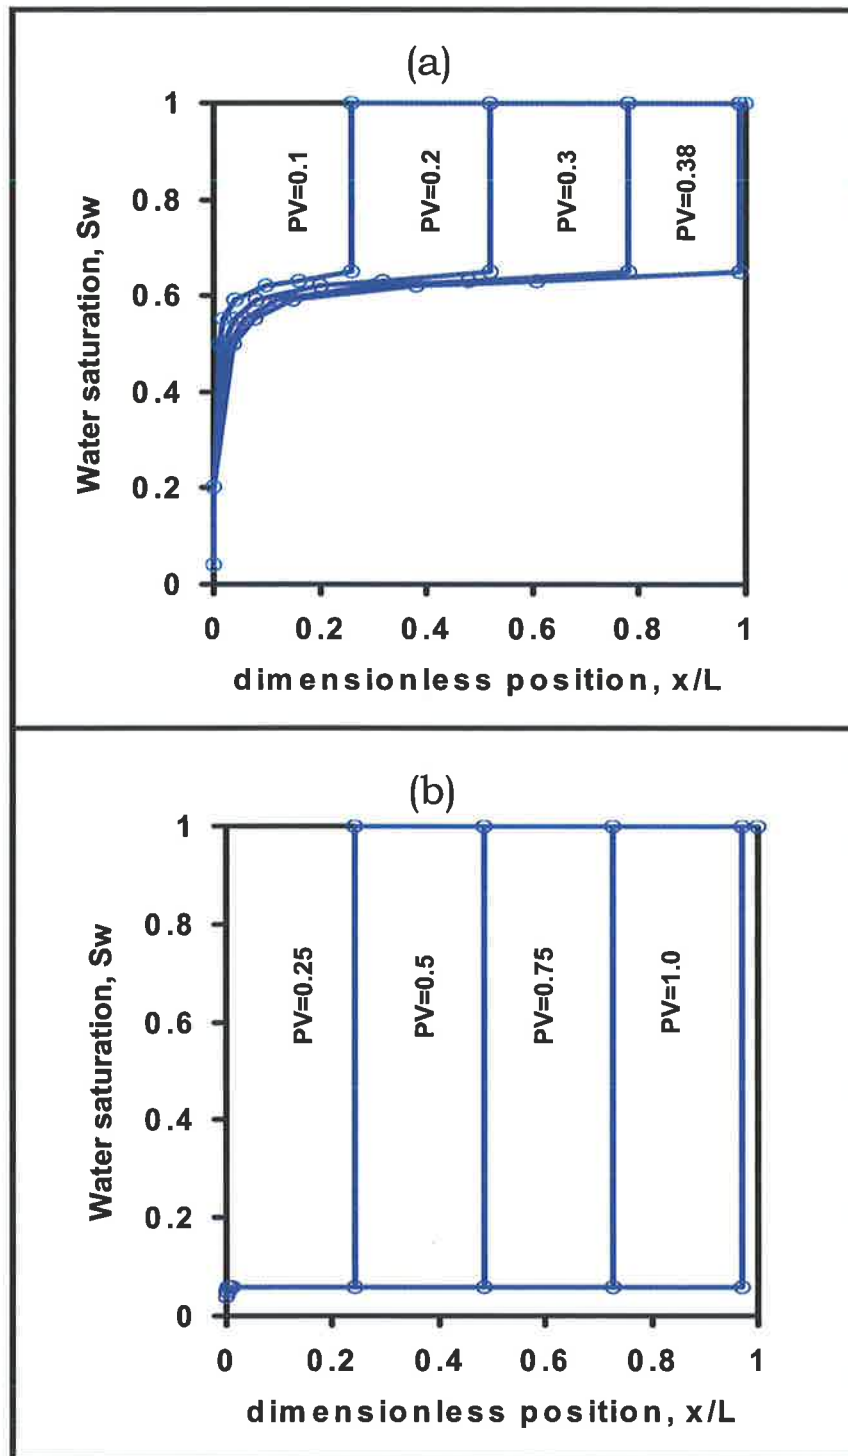 (a)
Water saturation, Sw
1
0.8
0.6
0.4
0.2
0
PV=0.1
PV=0.2
PV=0.3
PV=0.38
0 0.2 0.4 0.6 0.8 1
dimensionless position, x/L
(b)
Water saturation, Sw
1
0.8
0.6
0.4
0.2
0
PV=0.25
PV=0.5
PV=0.75
PV=1.0
0 0.2 0.4 0.6 0.8 1
dimensionless position, x/L